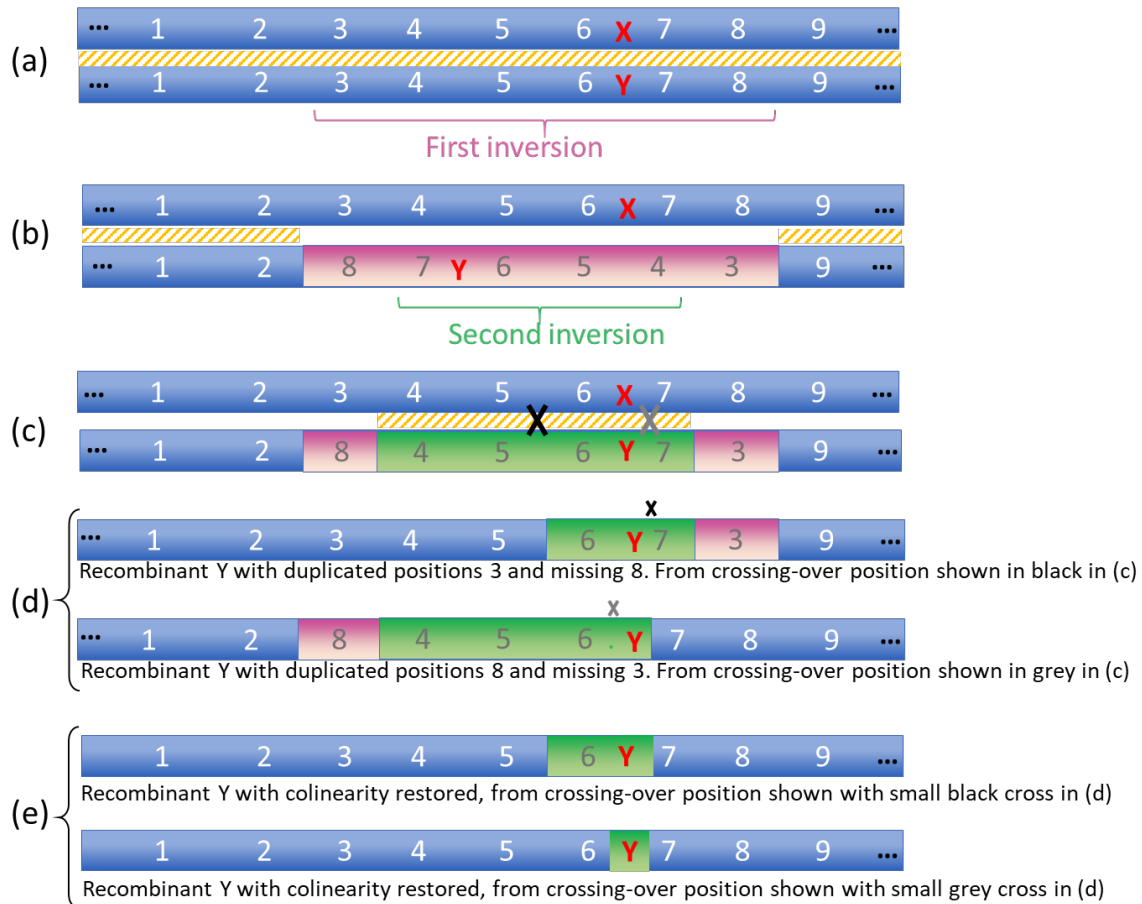 ... 1 2 3 4 5 6 X 7 8 9 ...
(a)
... 1 2 3 4 5 6 Y 7 8 9 ...
First inversion
... 1 2 3 4 5 6 X 7 8 9 ...
(b)
... 1 2 8 7 Y 6 5 4 3 9 ...
Second inversion
... 1 2 3 4 5 6 X 7 8 9 ...
(c) X X
... 1 2 8 4 5 6 Y 7 3 9 ...
x
... 1 2 3 4 5 6 Y 7 3 9 ...
Recombinant Y with duplicated positions 3 and missing 8. From crossing-over position shown in black in (c)
(d)
x
... 1 2 8 4 5 6 . Y 7 8 9 ...
Recombinant Y with duplicated positions 8 and missing 3. From crossing-over position shown in grey in (c)
1 2 3 4 5 6 Y 7 8 9 ...
Recombinant Y with colinearity restored, from crossing-over position shown with small black cross in (d)
(e)
1 2 3 4 5 6 Y 7 8 9 ...
Recombinant Y with colinearity restored, from crossing-over position shown with small grey cross in (d)